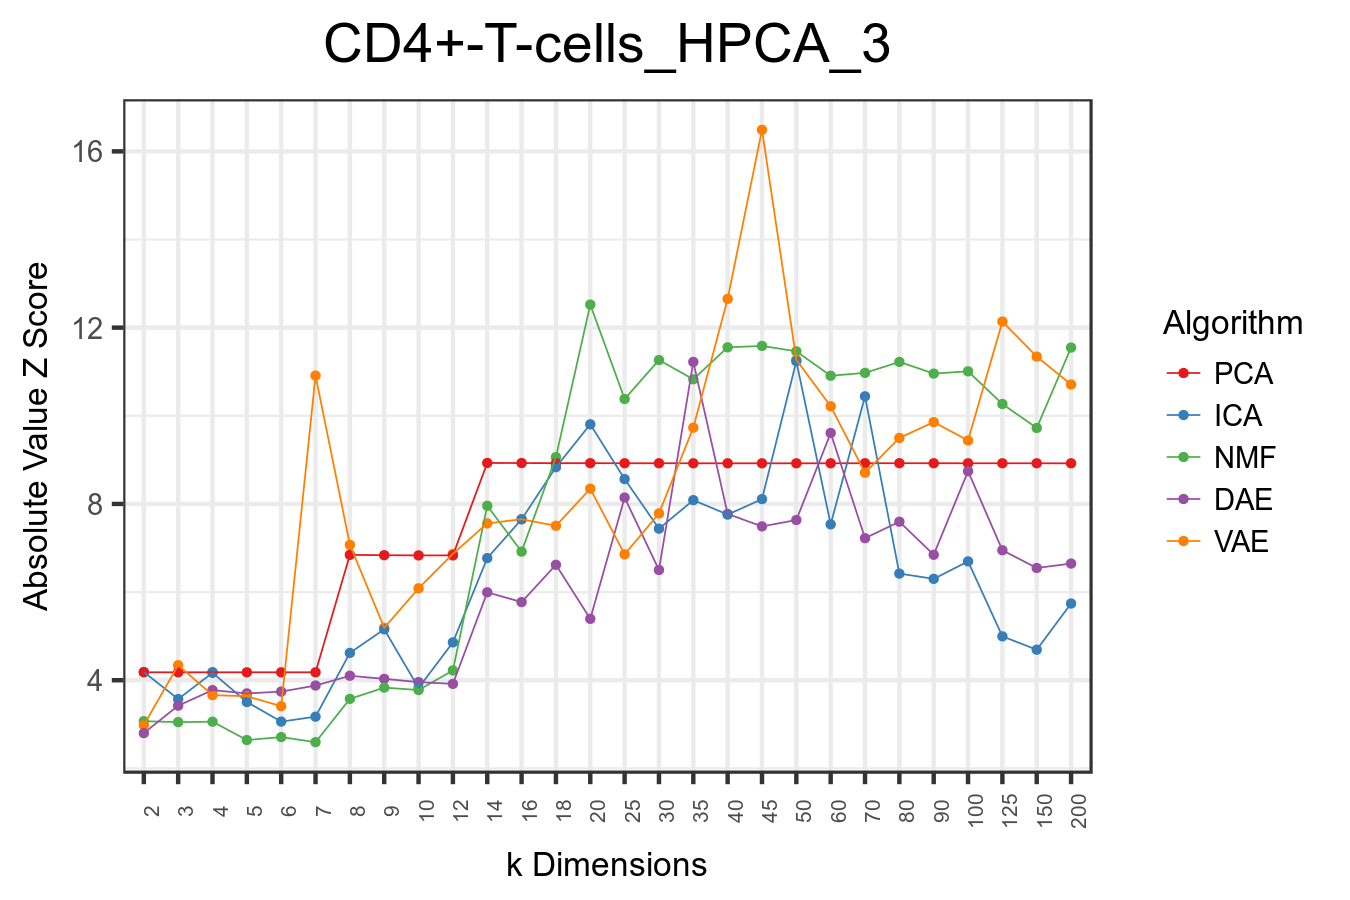 CD4+-T-cells_HPCA_3
Absolute Value Z Score
16
12
8
4
2 3 4 5 6 7 8 9 10 12 14 16 18 20 25 30 35 40 45 50 60 70 80 90 100 125 150 200
k Dimensions
Algorithm
PCA
ICA
NMF
DAE
VAE